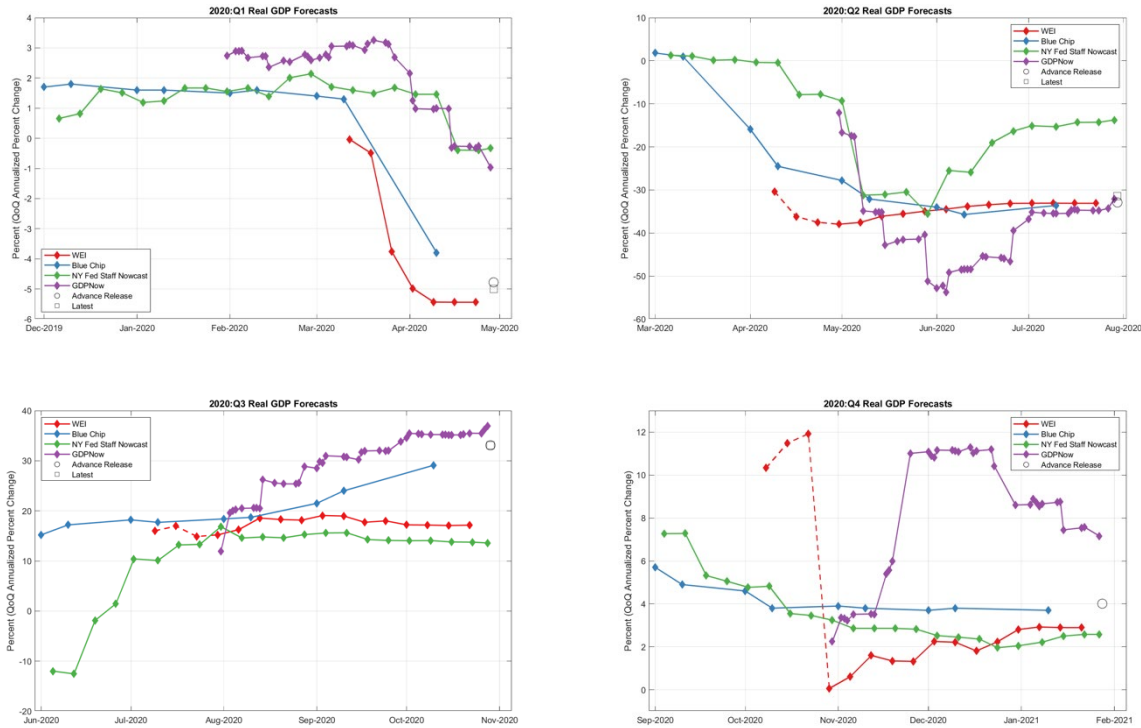 2020:Q1 Real GDP Forecasts
Percent (QoQ Annualized Percent Change)
4
3
2
1
0
-1
-2
-3
-4
-5
-6
WEI
Blue Chip
NY Fed Staff Nowcast
GDPNow
Advance Release
Latest
Dec-2019 Jan-2020 Feb-2020 Mar-2020 Apr-2020 May-2020
2020:Q2 Real GDP Forecasts
Percent (QoQ Annualized Percent Change)
10
0
-10
-20
-30
-40
-50
-60
WEI
Blue Chip
NY Fed Staff Nowcast
GDPNow
Advance Release
Latest
Mar-2020 Apr-2020 May-2020 Jun-2020 Jul-2020 Aug-2020
2020:Q3 Real GDP Forecasts
Percent (QoQ Annualized Percent Change)
40
30
20
10
0
-10
-20
WEI
Blue Chip
NY Fed Staff Nowcast
GDPNow
Advance Release
Latest
Jun-2020 Jul-2020 Aug-2020 Sep-2020 Oct-2020 Nov-2020
2020:Q4 Real GDP Forecasts
Percent (QoQ Annualized Percent Change)
12
10
8
6
4
2
0
WEI
Blue Chip
NY Fed Staff Nowcast
GDPNow
Advance Release
Sep-2020 Oct-2020 Nov-2020 Dec-2020 Jan-2021 Feb-2021